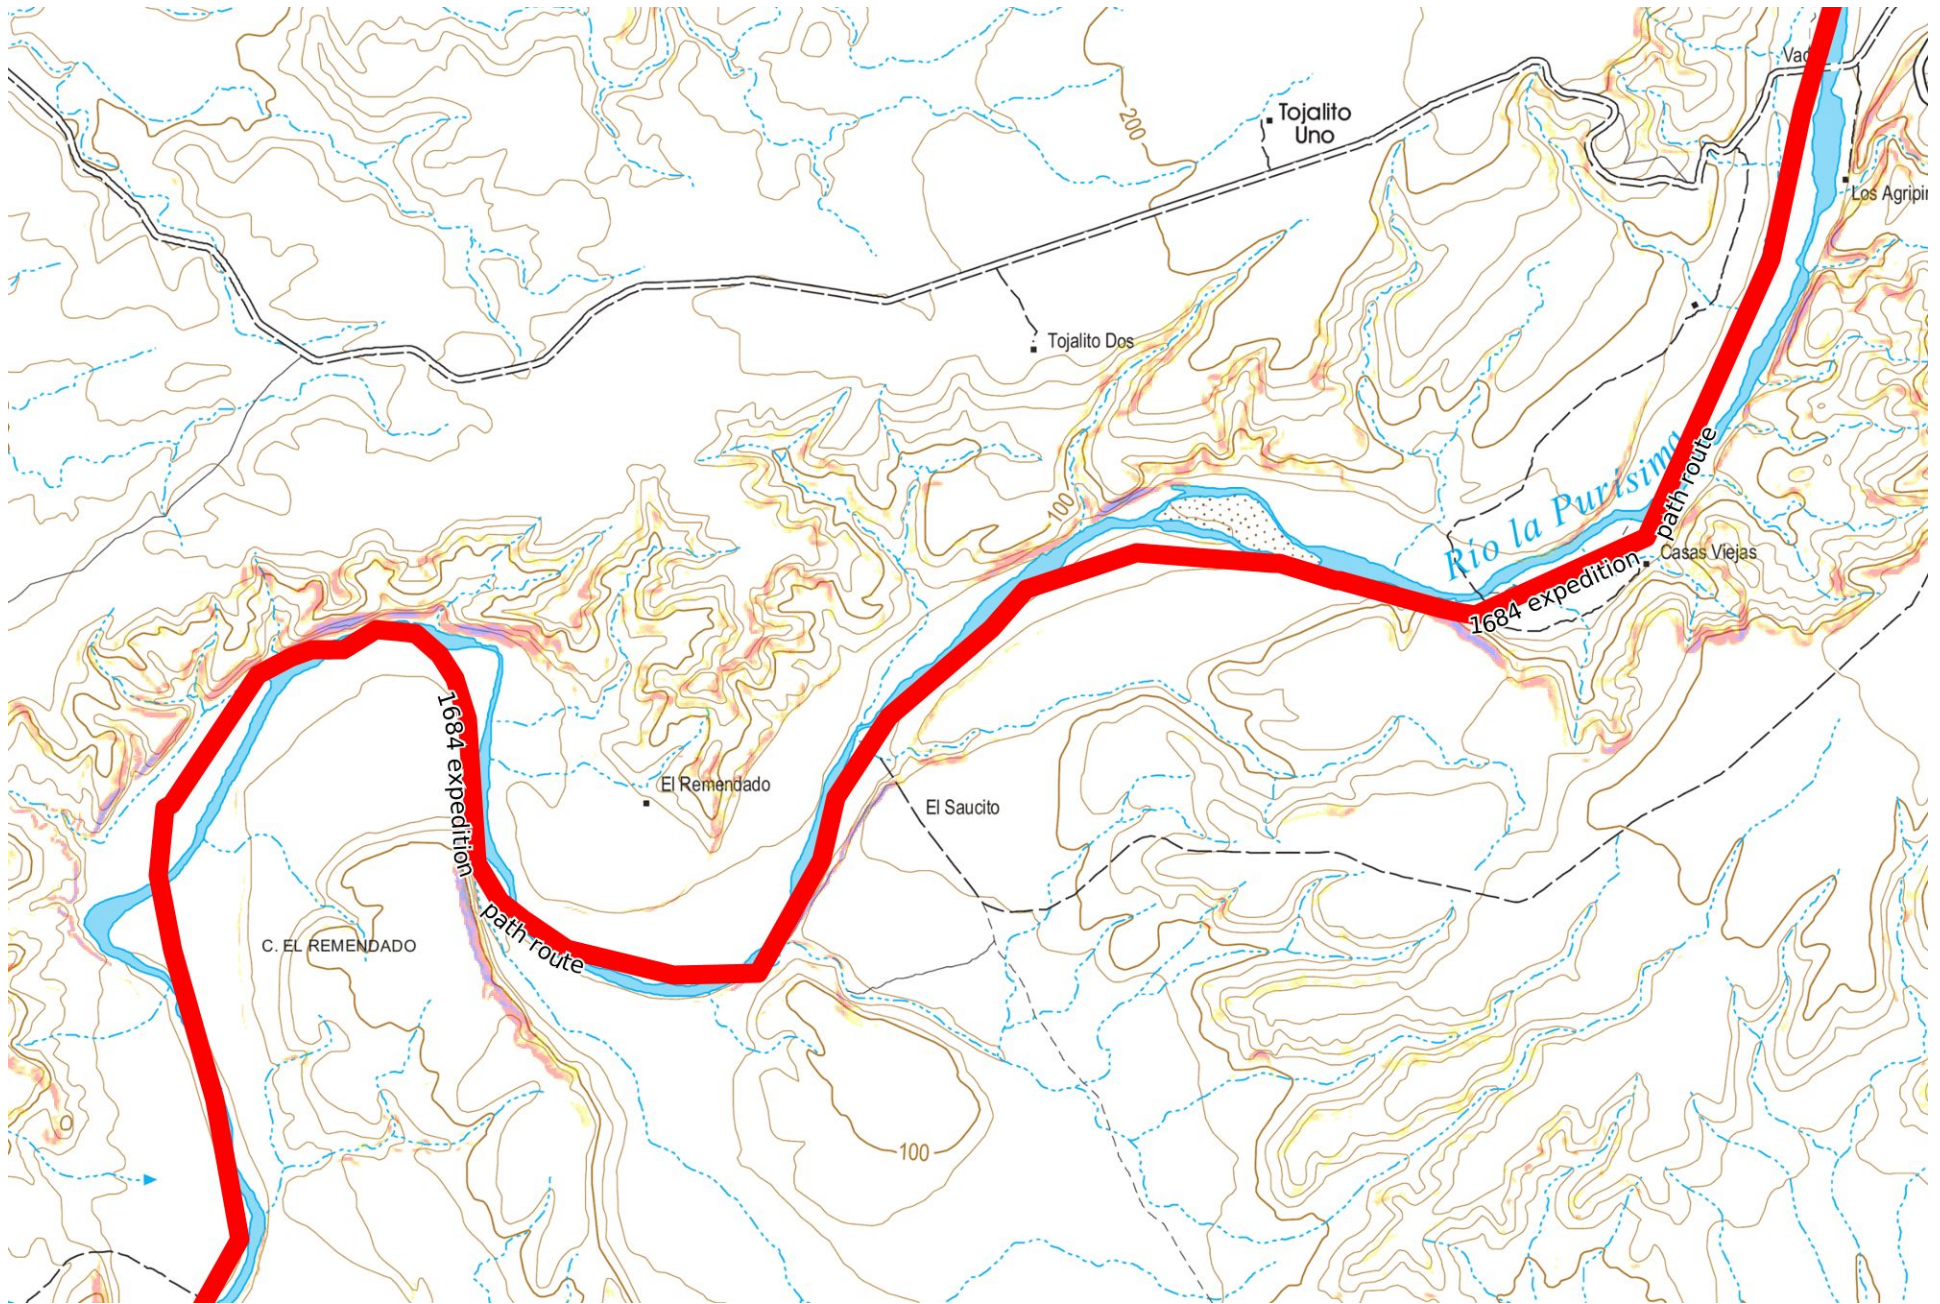 Vad
200
Tojalito
Uno
Los Agripi
Tojalito Dos
Río la Purísima
path route
100
Casas Viejas
1684 expedition
1684 expedition
El Remendado
El Saucito
path route
C. EL REMENDADO
100